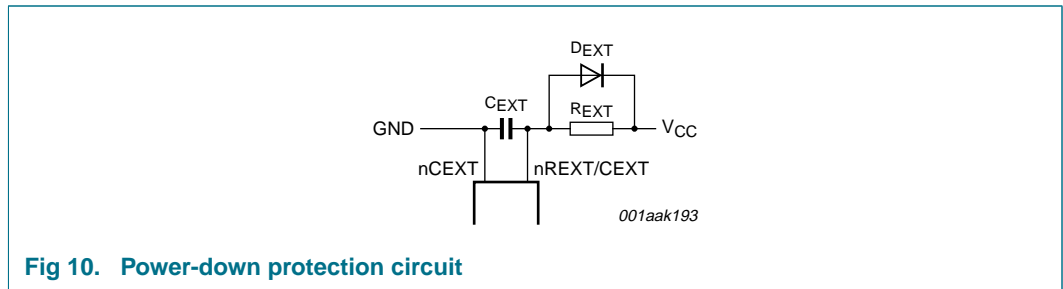 DEXT
CEXT
REXT
GND
VCC
nCEXT
nREXT/CEXT
001aak193
Fig 10. Power-down protection circuit